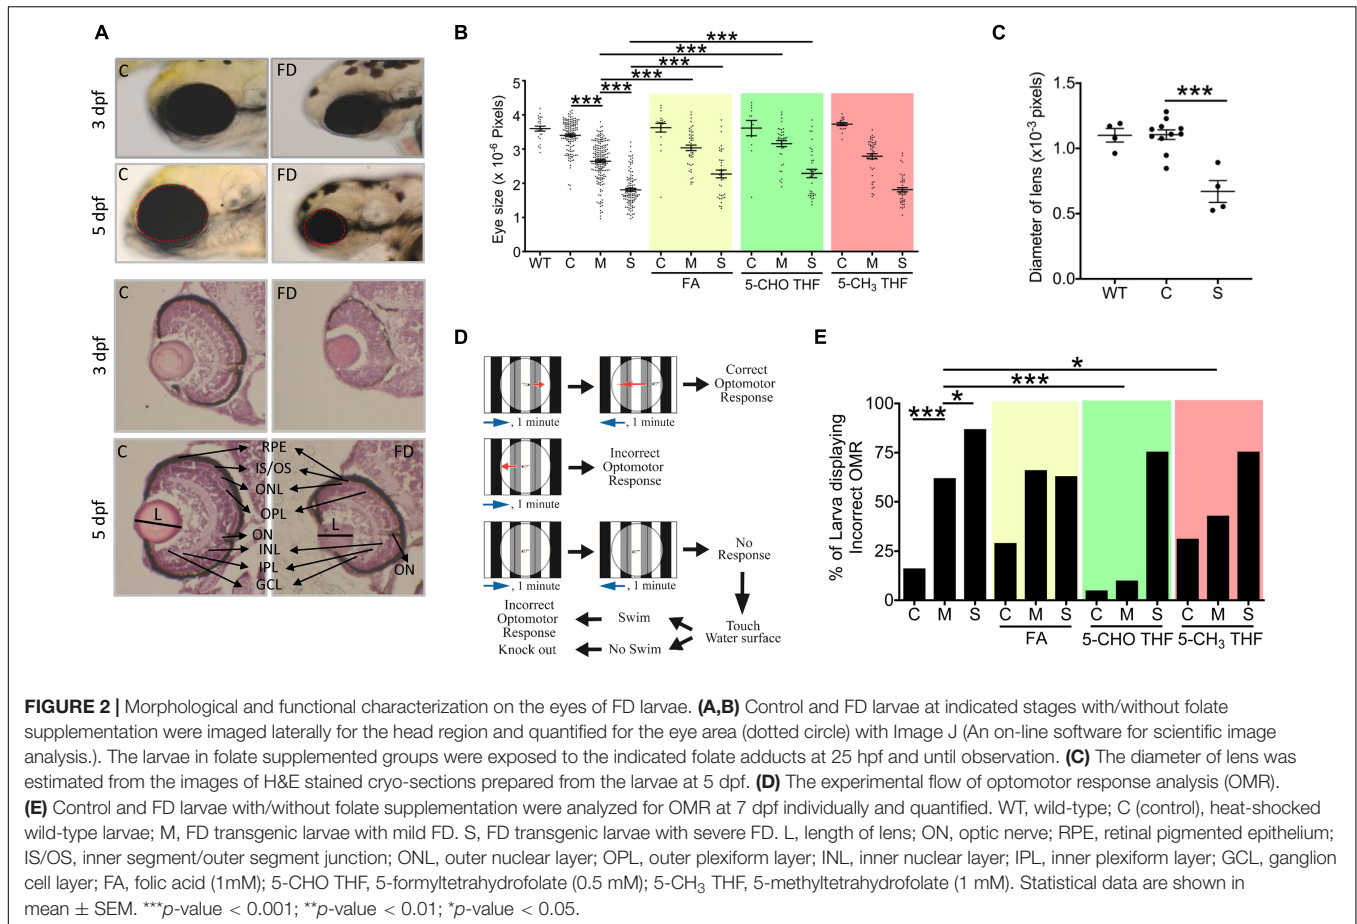 A
C
FD
3 dpf
C
FD
5 dpf
C
FD
3 dpf
C
FD
5 dpf
RPE
IS/OS
ONL
OPL
L
L
ON
INL
IPL
GCL
ON
B
***
***
***
***
***
***
Eye size (x 10-6 Pixels)
5
4
3
2
1
0
WT C M S C M S C M S C M S
FA 5-CHO THF 5-CH3 THF
C
***
Diameter of lens (x10-3 pixels)
1.5
1.0
0.5
0.0
WT C S
D
Correct
Optomotor
Response
, 1 minute , 1 minute
Incorrect
Optomotor
Response
, 1 minute
No
Response
, 1 minute , 1 minute
Incorrect
Optomotor
Response
Swim
Touch
Water surface
Knock out
No Swim
E
*
***
*
***
% of Larva displaying
Incorrect OMR
100
75
50
25
0
C M S C M S C M S C M S
FA 5-CHO THF 5-CH3 THF
FIGURE 2 | Morphological and functional characterization on the eyes of FD larvae. (A,B) Control and FD larvae at indicated stages with/without folate
supplementation were imaged laterally for the head region and quantified for the eye area (dotted circle) with Image J (An on-line software for scientific image
analysis.). The larvae in folate supplemented groups were exposed to the indicated folate adducts at 25 hpf and until observation. (C) The diameter of lens was
estimated from the images of H&E stained cryo-sections prepared from the larvae at 5 dpf. (D) The experimental flow of optomotor response analysis (OMR).
(E) Control and FD larvae with/without folate supplementation were analyzed for OMR at 7 dpf individually and quantified. WT, wild-type; C (control), heat-shocked
wild-type larvae; M, FD transgenic larvae with mild FD. S, FD transgenic larvae with severe FD. L, length of lens; ON, optic nerve; RPE, retinal pigmented epithelium;
IS/OS, inner segment/outer segment junction; ONL, outer nuclear layer; OPL, outer plexiform layer; INL, inner nuclear layer; IPL, inner plexiform layer; GCL, ganglion
cell layer; FA, folic acid (1mM); 5-CHO THF, 5-formyltetrahydrofolate (0.5 mM); 5-CH3 THF, 5-methyltetrahydrofolate (1 mM). Statistical data are shown in
mean ± SEM. ***p-value < 0.001; **p-value < 0.01; *p-value < 0.05.